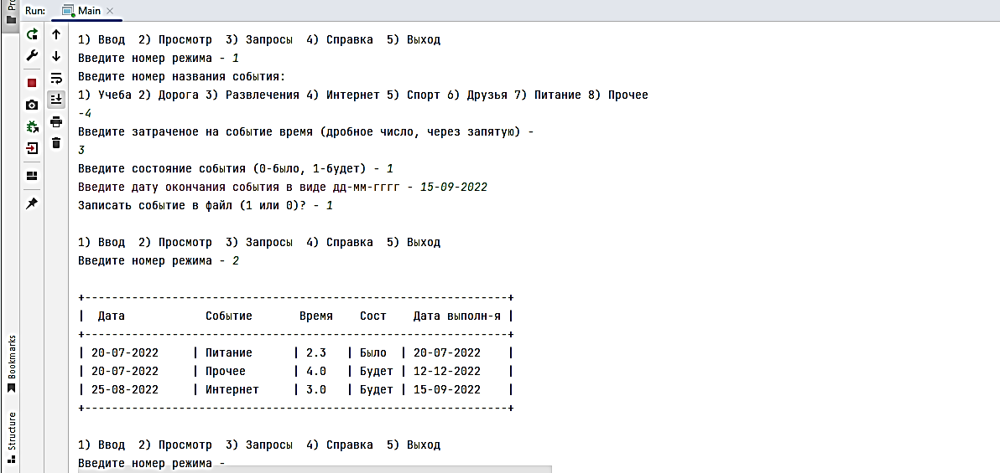 Pro
Run: Main
1) Ввод 2) Просмотр 3) Запросы 4) Справка 5) Выход
Введите номер режима - 1
Введите номер названия события:
1) Учеба 2) Дорога 3) Развлечения 4) Интернет 5) Спорт 6) Друзья 7) Питание 8) Прочее
-4
Введите затраченое на событие время (дробное число, через запятую) -
3
Введите состояние события (0-было, 1-будет) - 1
Введите дату окончания события в виде дд-мм-гггг - 15-09-2022
Записать событие в файл (1 или 0)? - 1
1) Ввод 2) Просмотр 3) Запросы 4) Справка 5) Выход
Введите номер режима - 2
+---------------------------------------------------------------+
| Дата Событие Время Сост Дата выполн-я |
+---------------------------------------------------------------+
| 20-07-2022 | Питание | 2.3 | Было | 20-07-2022 |
| 20-07-2022 | Прочее | 4.0 | Будет | 12-12-2022 |
| 25-08-2022 | Интернет | 3.0 | Будет | 15-09-2022 |
+---------------------------------------------------------------+
1) Ввод 2) Просмотр 3) Запросы 4) Справка 5) Выход
Введите номер режима -
Bookmarks
Structure